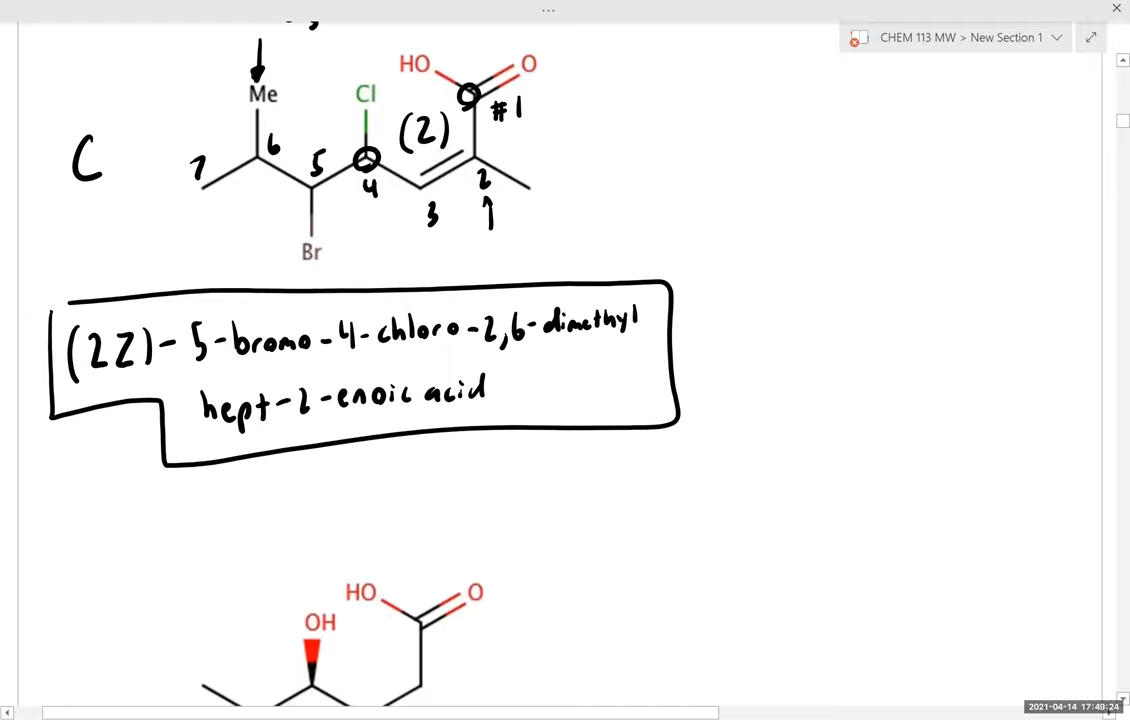 ...
CHEM 113 MW > New Section 1
HO
O
Me
Cl
#1
(2)
C
7
6
5
4
3
2
Br
(2Z)-5-bromo-4-chloro-2,6-dimethyl
hept-2-enoic acid
HO
O
OH
2021-04-14 17:49:24